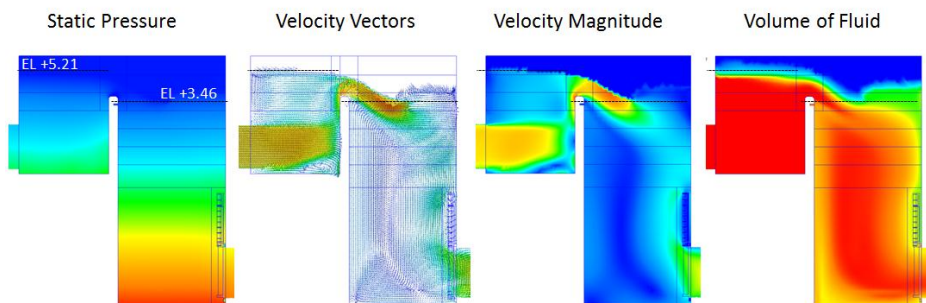 Static Pressure
Velocity Vectors
Velocity Magnitude
Volume of Fluid
EL +5.21
EL +3.46